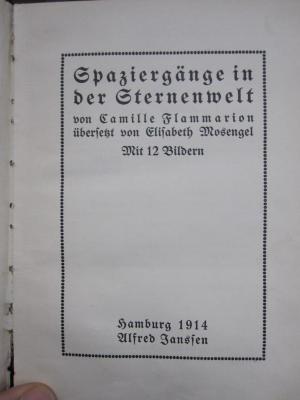 Spaziergänge in
der Sternenwelt
von Camille Flammarion
übersetzt von Elisabeth Mosengel
Mit 12 Bildern
Hamburg 1914
Alfred Janssen